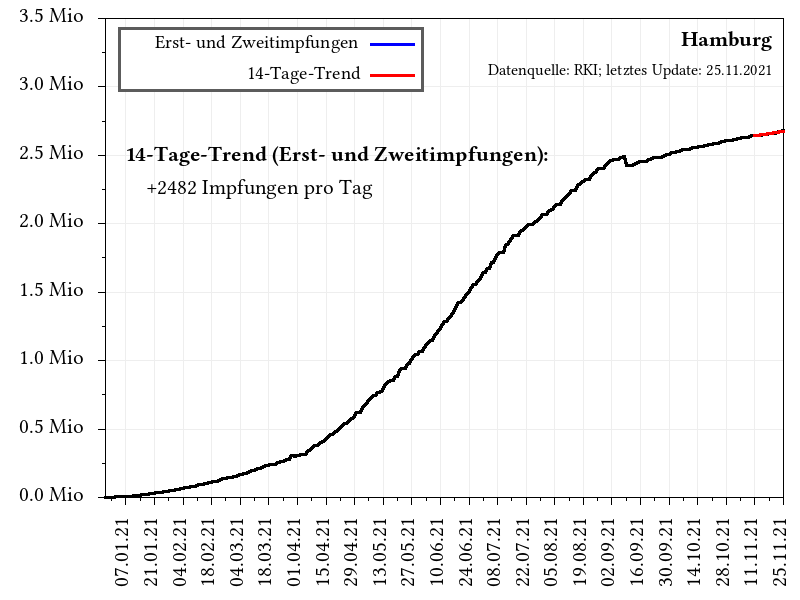 3.5 Mio
3.0 Mio
2.5 Mio
2.0 Mio
1.5 Mio
1.0 Mio
0.5 Mio
0.0 Mio
Erst- und Zweitimpfungen
14-Tage-Trend
Hamburg
Datenquelle: RKI; letztes Update: 25.11.2021
14-Tage-Trend (Erst- und Zweitimpfungen):
+2482 Impfungen pro Tag
07.01.21
21.01.21
04.02.21
18.02.21
04.03.21
18.03.21
01.04.21
15.04.21
29.04.21
13.05.21
27.05.21
10.06.21
24.06.21
08.07.21
22.07.21
05.08.21
19.08.21
02.09.21
16.09.21
30.09.21
14.10.21
28.10.21
11.11.21
25.11.21